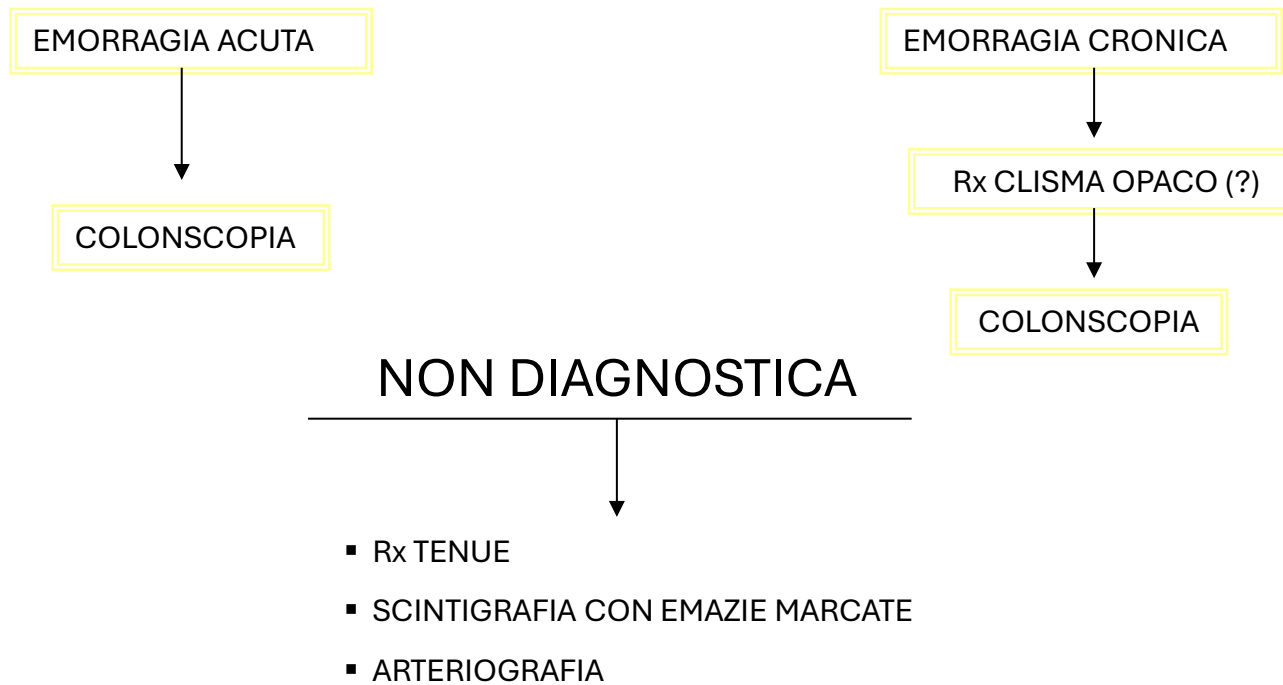 EMORRAGIA ACUTA
EMORRAGIA CRONICA
Rx CLISMA OPACO (?)
COLONSCOPIA
COLONSCOPIA
NON DIAGNOSTICA
▪ Rx TENUE
▪ SCINTIGRAFIA CON EMAZIE MARCATE
▪ ARTERIOGRAFIA